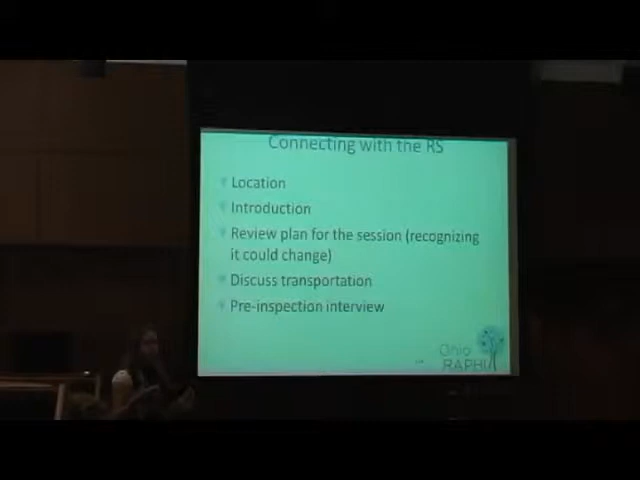 Connecting with the RS
Location
Introduction
Review plan for the session (recognizing
it could change)
Discuss transportation
Pre-inspection interview
Ohio
RAPHI